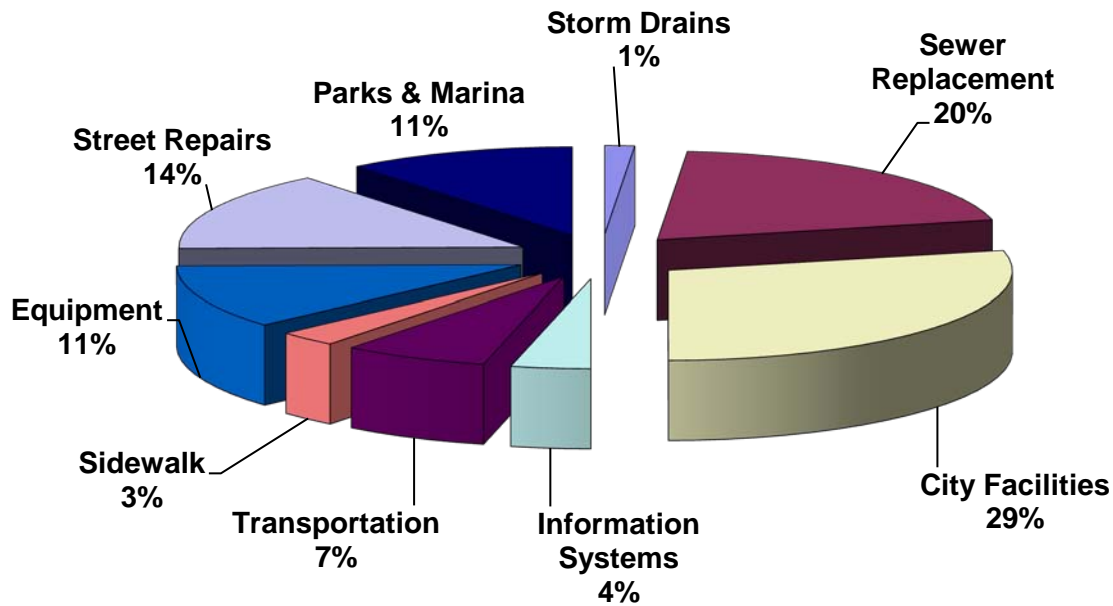 Storm Drains
1%
Sewer
Replacement
20%
Parks & Marina
11%
Street Repairs
14%
Equipment
11%
Sidewalk
3%
Transportation
7%
Information
Systems
4%
City Facilities
29%